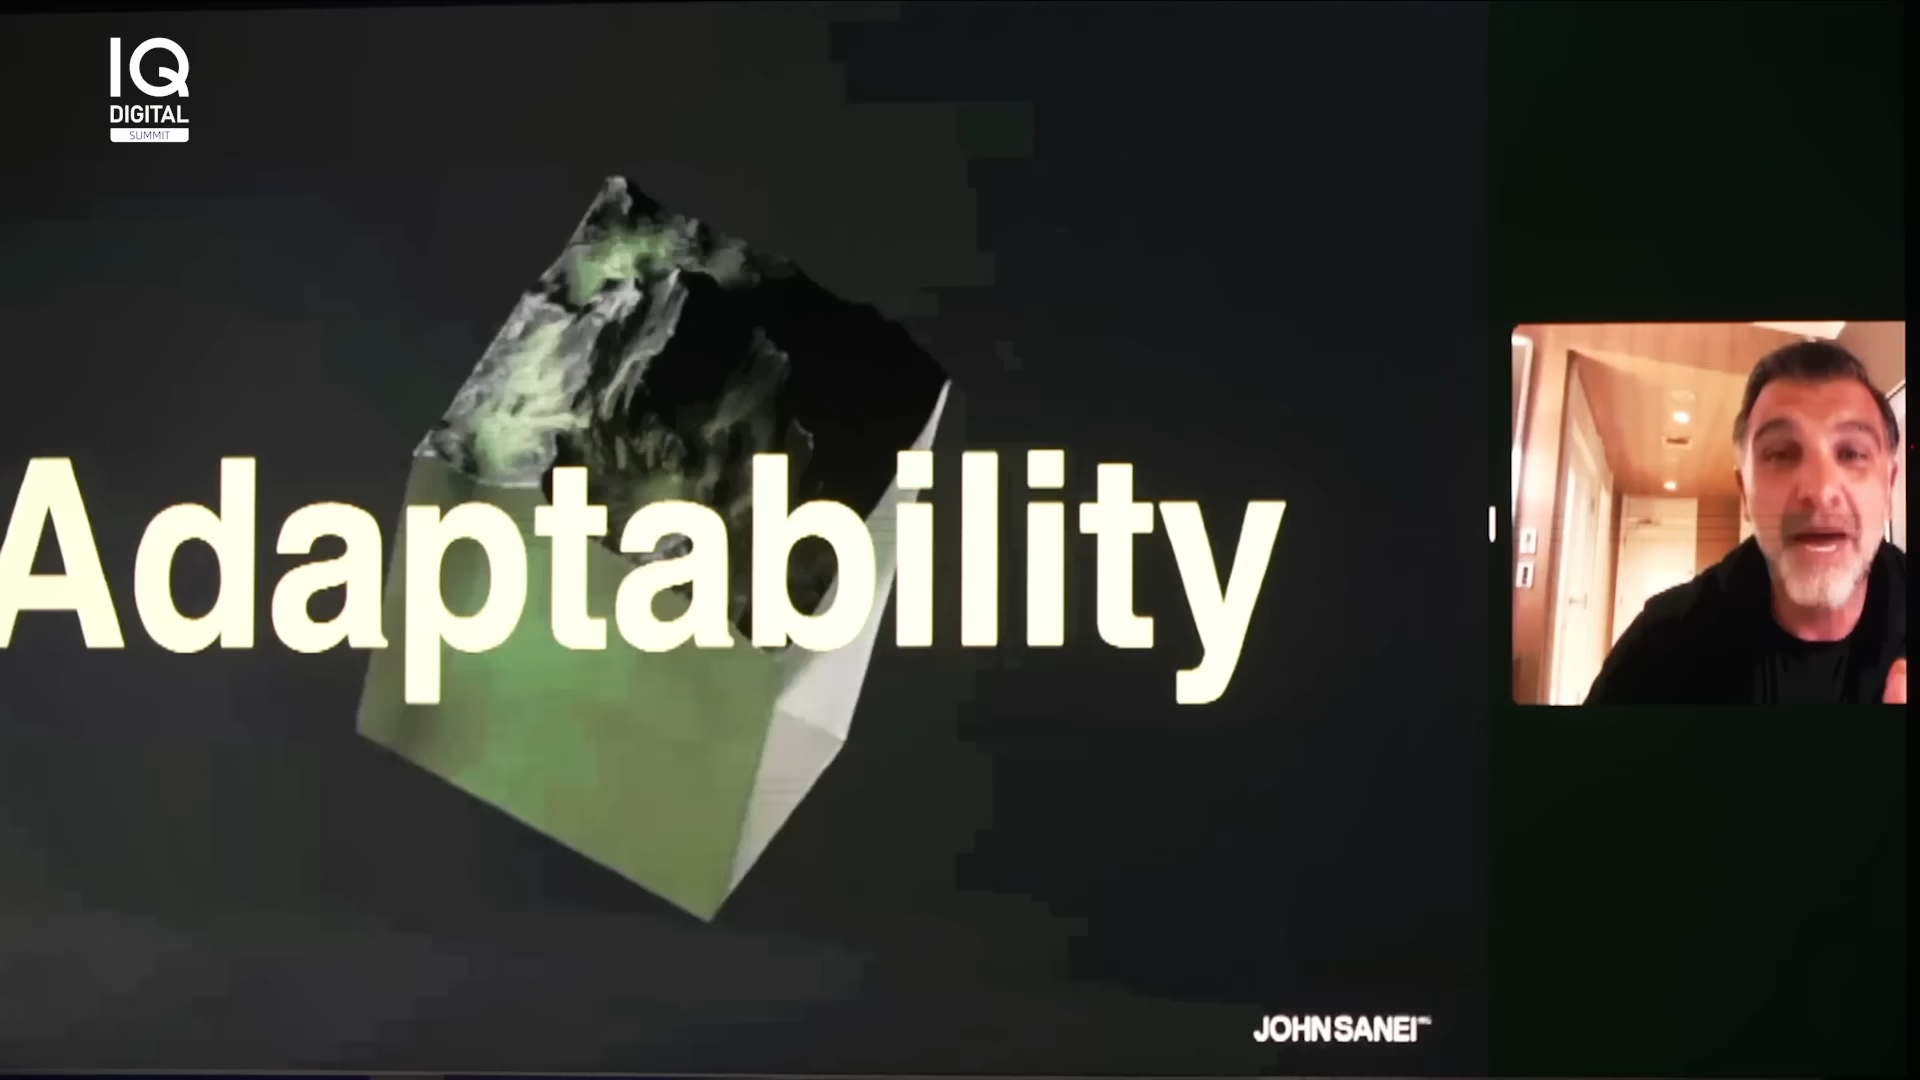 IQ
DIGITAL
SUMMIT
Adaptability
JOHN SANEI